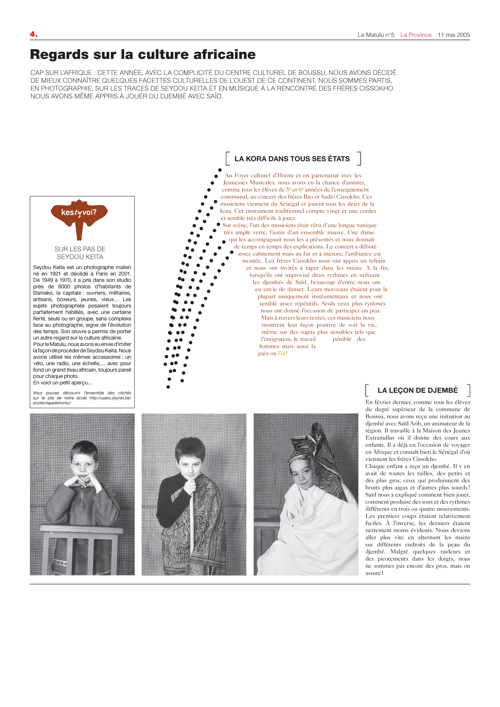 4.
Le Matulu n°5 La Province 11 mai 2005
Regards sur la culture africaine
CAP SUR L'AFRIQUE : CETTE ANNÉE, AVEC LA COMPLICITÉ DU CENTRE CULTUREL DE BOUSSU, NOUS AVONS DÉCIDÉ
DE MIEUX CONNAÎTRE QUELQUES FACETTES CULTURELLES DE L'OUEST DE CE CONTINENT. NOUS SOMMES PARTIS,
EN PHOTOGRAPHIE, SUR LES TRACES DE SEYDOU KEITA ET EN MUSIQUE À LA RENCONTRE DES FRÈRES CISSOKHO.
NOUS AVONS MÊME APPRIS À JOUER DU DJEMBÉ AVEC SAÏD.
LA KORA DANS TOUS SES ÉTATS
Au Foyer culturel d'Hornu et en partenariat avec les
Jeunesses Musicales, nous avons eu la chance d'assister,
comme tous les élèves de 5e et 6e années de l'enseignement
communal, au concert des frères Bao et Sadio Cissokho. Ces
musiciens viennent du Sénégal et jouent tous les deux de la
kora. Cet instrument traditionnel compte vingt et une cordes
et semble très difficile à jouer.
Sur scène, l'un des musiciens était vêtu d'une longue tunique
très ample verte, l'autre d'un ensemble mauve. Une dame
qui les accompagnait nous les a présentés et nous donnait
de temps en temps des explications. Le concert a débuté
assez calmement mais au fur et à mesure, l'ambiance est
montée. Les frères Cissokho nous ont appris un refrain
et nous ont invités à taper dans les mains. A la fin,
lorsqu'ils ont improvisé deux rythmes en utilisant
les djembés de Saïd, beaucoup d'entre nous ont
eu envie de danser. Leurs morceaux étaient pour la
plupart uniquement instrumentaux et nous ont
semblé assez répétitifs. Seuls ceux plus rythmés
nous ont donné l'occasion de participer un peu.
Mais à travers leurs textes, ces musiciens nous
montrent leur façon positive de voir la vie,
même sur des sujets plus sensibles tels que
l'émigration, le travail pénible des
femmes mais aussi la
paix ou l'or!
kes tyvoi?
SUR LES PAS DE
SEYDOU KEITA
Seydou Keita est un photographe malien
né en 1921 et décédé à Paris en 2001.
De 1949 à 1970, il a pris dans son studio
près de 8000 photos d'habitants de
Bamako, la capitale : ouvriers, militaires,
artisans, boxeurs, jeunes, vieux... Les
sujets photographiés posaient toujours
parfaitement habillés, avec une certaine
fierté, seuls ou en groupe, sans complexe
face au photographe, signe de l'évolution
des temps. Son œuvre a permis de porter
un autre regard sur la culture africaine.
Pour le Matulu, nous avons eu envie d'imiter
la façon de procéder de Seydou Keita. Nous
avons utilisé les mêmes accessoires : un
vélo, une radio, une échelle,... avec pour
fond un grand tissu africain, toujours pareil
pour chaque photo.
En voici un petit aperçu...
Vous pouvez découvrir l'ensemble des clichés
sur le site de notre école http://users.skynet.be/
ecolechapellehornu/.
LA LEÇON DE DJEMBÉ
En février dernier, comme tous les élèves
du degré supérieur de la commune de
Boussu, nous avons reçu une initiation au
djembé avec Saïd Arib, un animateur de la
région. Il travaille à la Maison des Jeunes
Extranullus où il donne des cours aux
enfants. Il a déjà eu l'occasion de voyager
en Afrique et connaît bien le Sénégal d'où
viennent les frères Cissokho.
Chaque enfant a reçu un djembé. Il y en
avait de toutes les tailles, des petits et
des plus gros, ceux qui produisaient des
bruits plus aigus et d'autres plus sourds!
Saïd nous a expliqué comment bien jouer,
comment produire des sons et des rythmes
différents en trois ou quatre mouvements.
Les premiers coups étaient relativement
faciles. À l'inverse, les derniers étaient
nettement moins évidents. Nous devions
aller plus vite en alternant les mains
sur différents endroits de la peau du
djembé. Malgré quelques raideurs et
des picotements dans les doigts, nous
ne sommes pas encore des pros, mais on
assure!